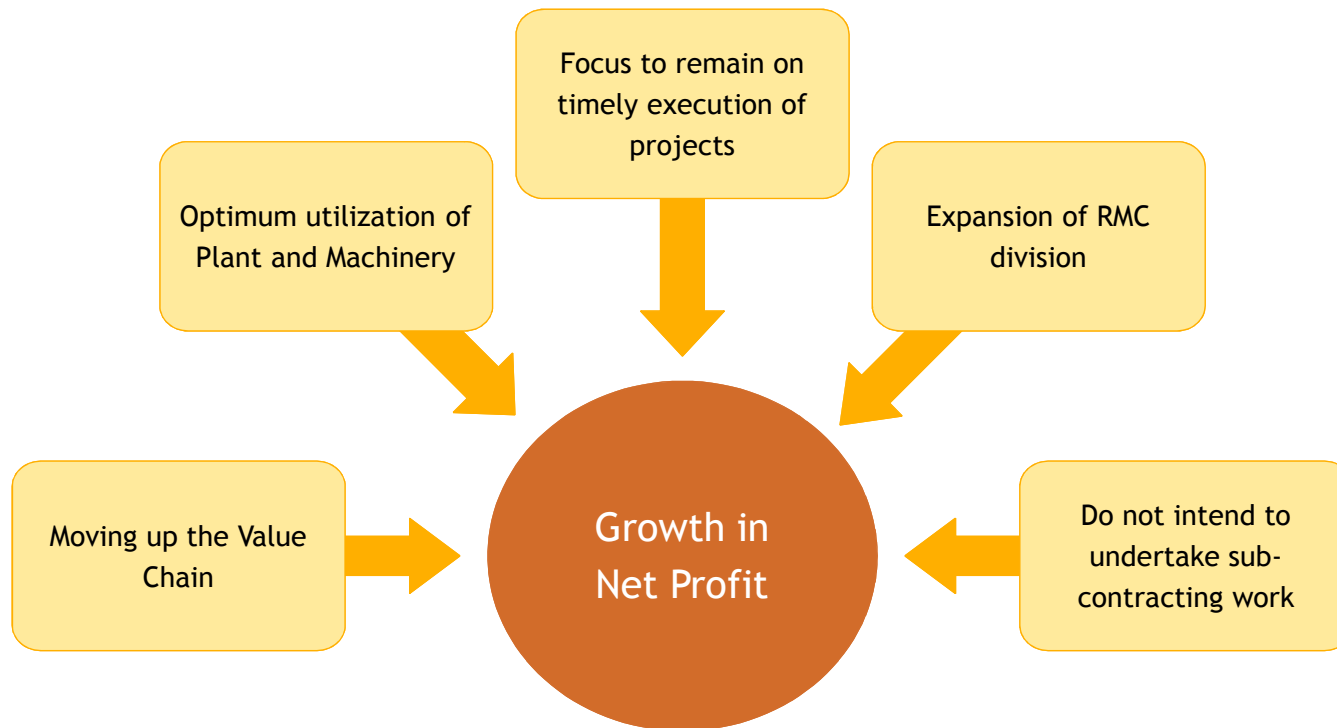 Focus to remain on
timely execution of
projects
Optimum utilization of
Plant and Machinery
Expansion of RMC
division
Moving up the Value
Chain
Growth in
Net Profit
Do not intend to
undertake sub-
contracting work